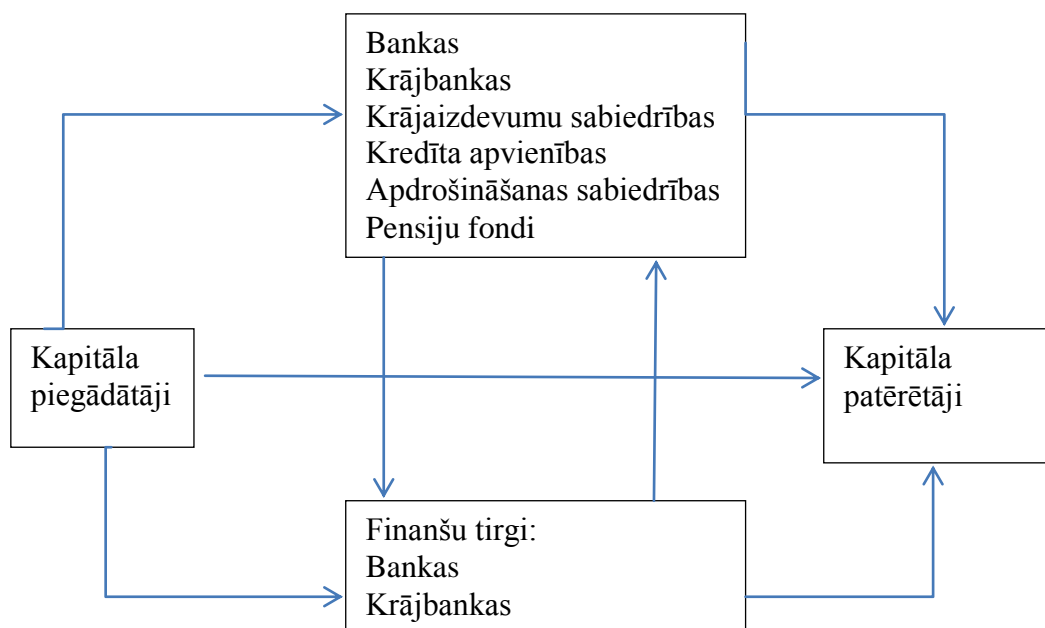 Bankas
Krājbankas
Krājaizdevumu sabiedrības
Kredīta apvienības
Apdrošināšanas sabiedrības
Pensiju fondi
Kapitāla
piegādātāji
Kapitāla
patērētāji
Finanšu tirgi:
Bankas
Krājbankas